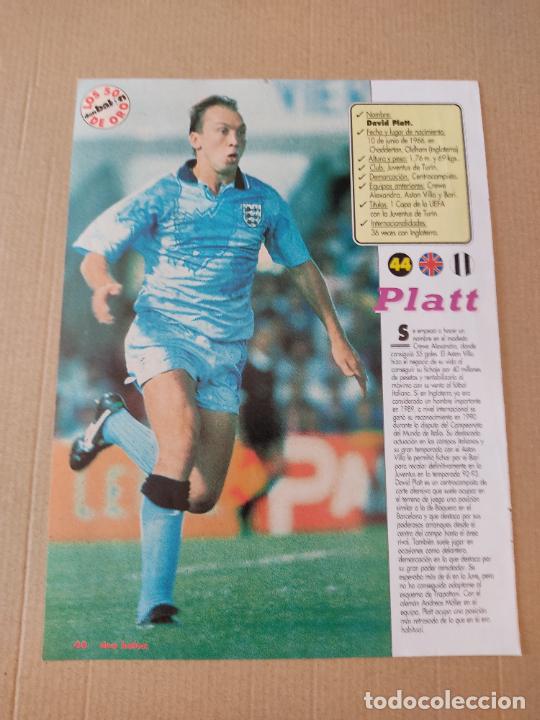 LOS 50
don balón
DE ORO
Nombre:
David Platt.
Fecha y lugar de nacimiento:
10 de junio de 1966, en
Chadderton, Oldham (Inglaterra)
Altura y peso: 1,76 m. y 69 kgs.
Club: Juventus de Turín.
Demarcación: Centrocampista.
Equipos anteriores: Crewe
Alexandra, Aston Villa y Bari.
Títulos: 1 Copa de la UEFA
con la Juventus de Turín.
Internacionalidades:
36 veces con Inglaterra.
44
Platt
Se empezó a hacer un
nombre en el modesto
Crewe Alexandra, donde
consiguió 55 goles. El Aston Villa
hizo el negocio de su vida al
conseguir su fichaje por 40 millones
de pesetas y rentabilizarlo al
máximo con su venta al fútbol
italiano. Si en Inglaterra ya era
considerado un hombre importante
en 1989, a nivel internacional se
ganó su reconocimiento en 1990
durante la disputa del Campeonato
del Mundo de Italia. Su destacada
actuación en los campos italianos y
su gran temporada con el Aston
Villa le permitió fichar por el Bari
para recalar definitivamente en la
Juventus en la temporada 92-93.
David Platt es un centrocampista de
corte ofensivo que suele ocupar en
el terreno de juego una posición
similar a la de Baquero en el
Barcelona y que destaca por sus
poderosos arranques desde el
centro del campo hasta el área
rival. También suele jugar en
ocasiones como delantero,
demarcación en la que destaca por
su gran poder rematador. Se
esperaba más de él en la Juve, pero
no ha conseguido adaptarse al
esquema de Trapattoni. Con el
alemán Andreas Möller en el
equipo, Platt ocupa una posición
más retrasada de lo que en él era
habitual.
don balon
todocoleccion.net